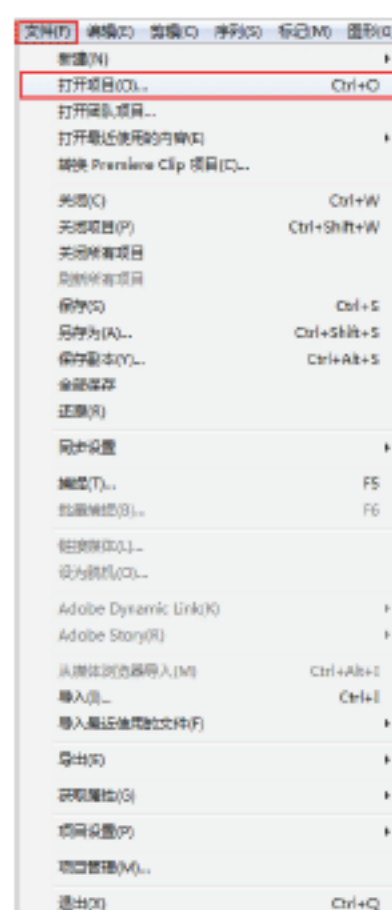 文件(F) 编辑(E) 剪辑(C) 序列(S) 标记(M) 图形(G
新建(N)
打开项目(O)... Ctrl+O
打开团队项目...
打开最近使用的内容(E)
转换 Premiere Clip 项目(C)...
关闭(C) Ctrl+W
关闭项目(P) Ctrl+Shift+W
关闭所有项目
刷新所有项目
保存(S) Ctrl+S
另存为(A)... Ctrl+Shift+S
保存副本(Y)... Ctrl+Alt+S
全部保存
还原(R)
同步设置
捕捉(T)... F5
批量捕捉(B)... F6
链接媒体(L)...
设为脱机(O)...
Adobe Dynamic Link(K)
Adobe Story(R)
从媒体浏览器导入(M) Ctrl+Alt+I
导入(I)... Ctrl+I
导入最近使用的文件(F)
导出(E)
获取属性(G)
项目设置(P)
项目管理(M)...
退出(X) Ctrl+Q